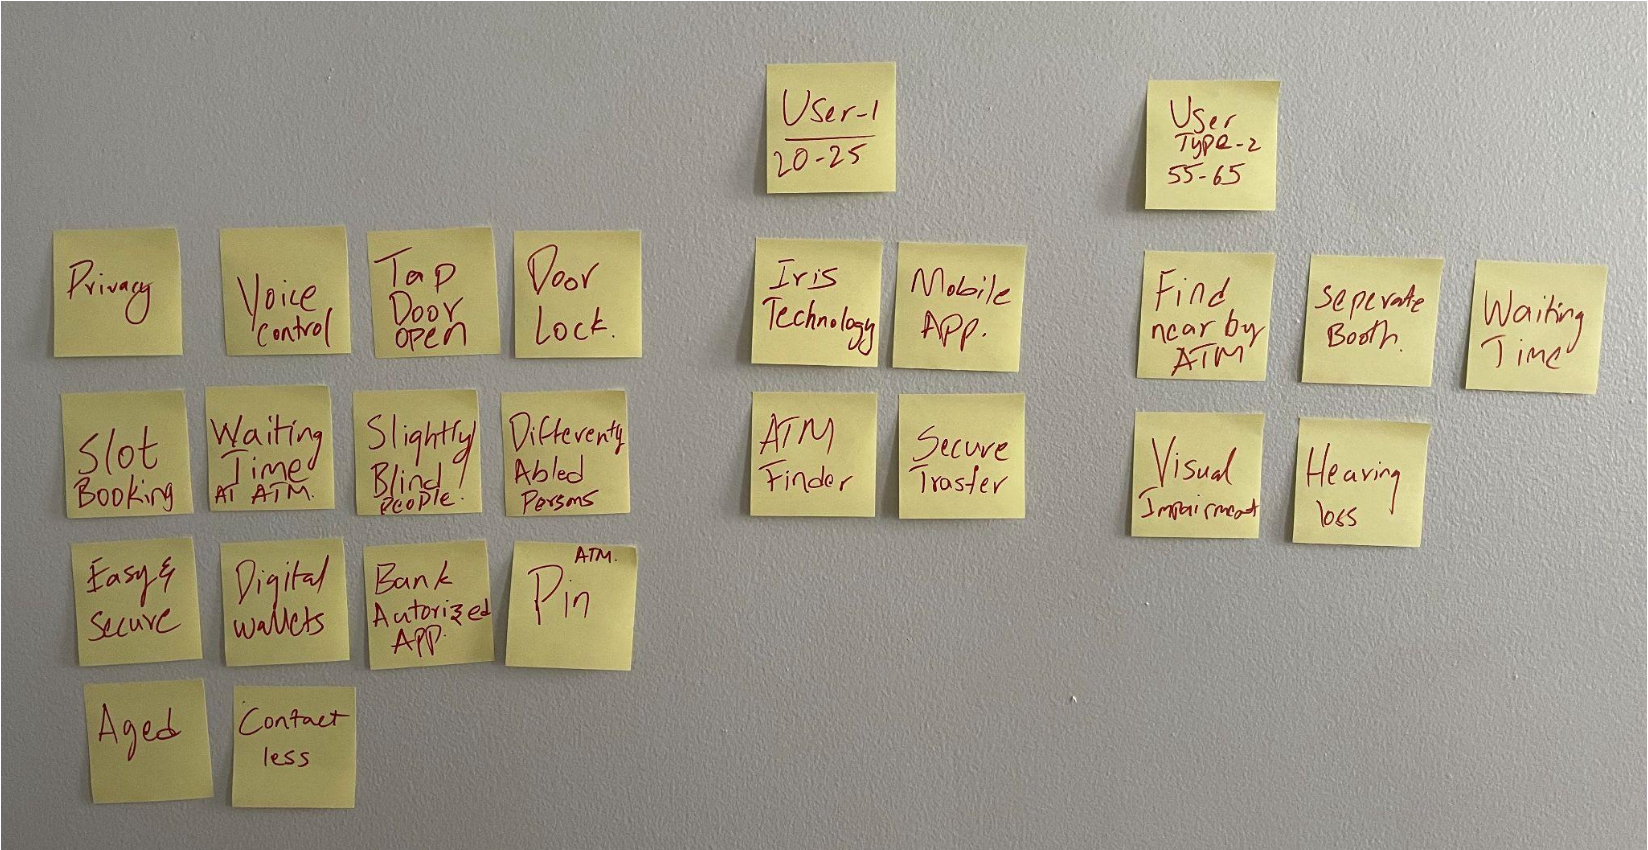 User-1
20-25
User
Type-2
55-65
Privacy
Voice
control
Tap
Door
open
Door
Lock.
Iris
Technology
Mobile
App.
Find
near by
ATM
Seperate
Booth.
Waiting
Time
Slot
Booking
Waiting
Time
AT ATM.
Slightly
Blind
people.
Differenty
Abled
Persons
ATM
Finder
Secure
Trasfer
Visual
Impairment
Hearing
loss
Easy &
Secure
Digital
wallets
Bank
Autorized
APP.
ATM.
Pin
Aged
Contact
less